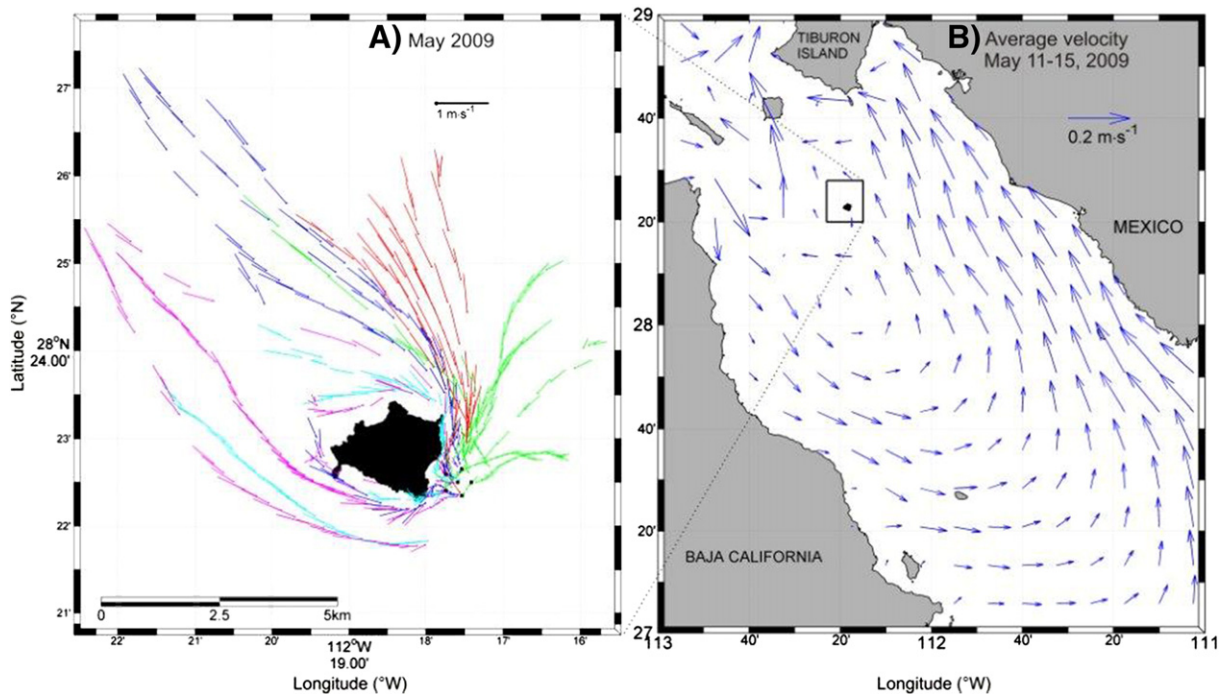 A) May 2009
1 m·s⁻¹
27'
26'
25'
28°N
24.00'
23'
22'
21'
Latitude (°N)
0 2.5 5km
22' 21' 20' 112°W 18' 17' 16'
19.00'
Longitude (°W)
B) Average velocity
May 11-15, 2009
0.2 m·s⁻¹
TIBURON
ISLAND
MEXICO
BAJA CALIFORNIA
29
40'
20'
28
40'
20'
27
113 40' 20' 112 40' 20' 111
Longitude (°W)